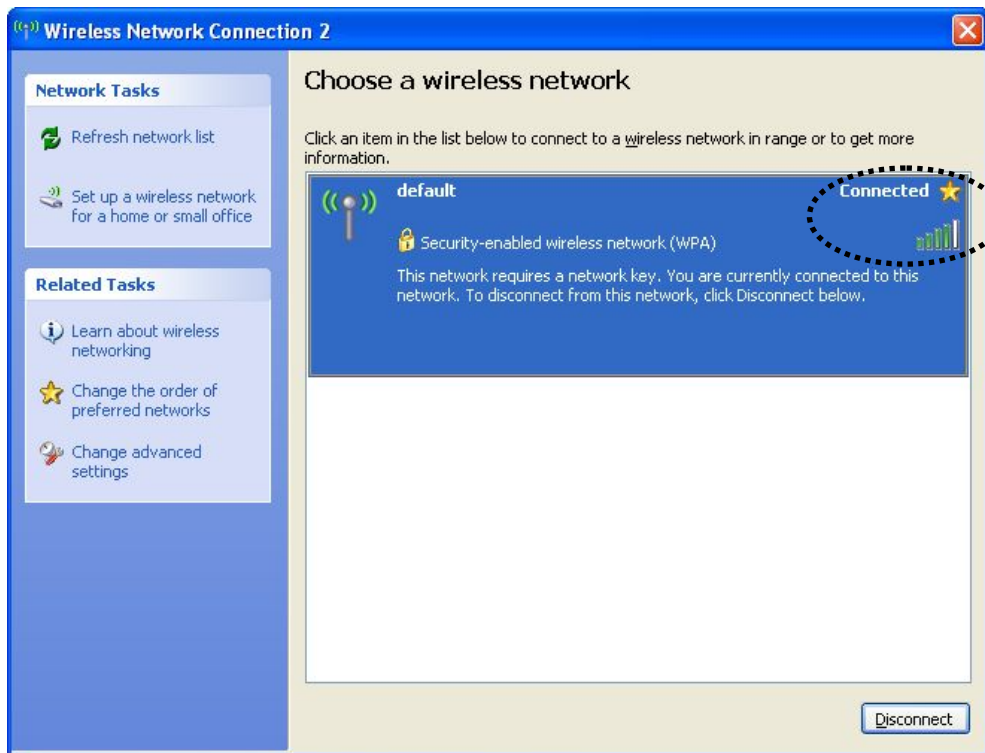 Wireless Network Connection 2
Network Tasks
Refresh network list
Set up a wireless network
for a home or small office
Related Tasks
Learn about wireless
networking
Change the order of
preferred networks
Change advanced
settings
Choose a wireless network
Click an item in the list below to connect to a wireless network in range or to get more
information.
default
Connected
Security-enabled wireless network (WPA)
This network requires a network key. You are currently connected to this
network. To disconnect from this network, click Disconnect below.
Disconnect